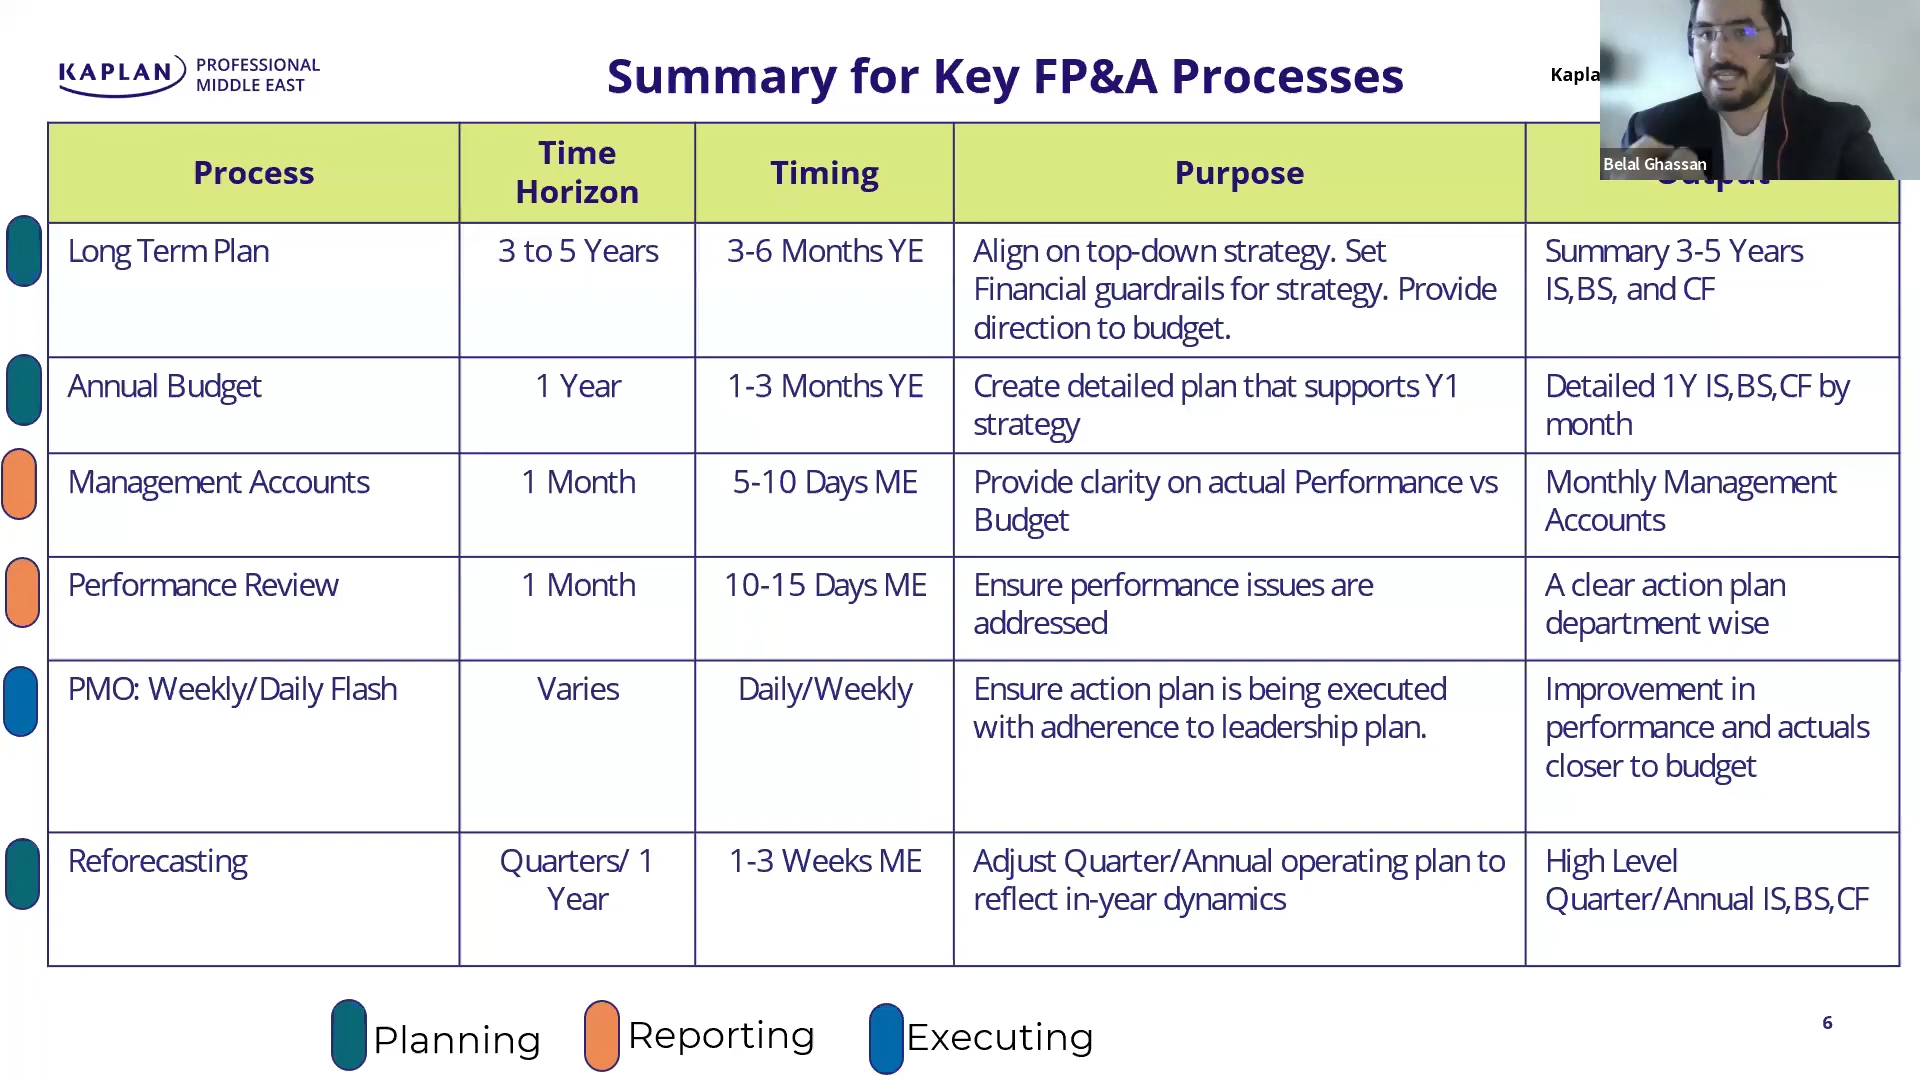 KAPLAN
PROFESSIONAL
MIDDLE EAST
Summary for Key FP&A Processes
Belal Ghassan
Process
Time
Horizon
Timing
Purpose
Long Term Plan
3 to 5 Years
3-6 Months YE
Align on top-down strategy. Set
Financial guardrails for strategy. Provide
direction to budget.
Summary 3-5 Years
IS,BS, and CF
Annual Budget
1 Year
1-3 Months YE
Create detailed plan that supports Y1
strategy
Detailed 1Y IS,BS,CF by
month
Management Accounts
1 Month
5-10 Days ME
Provide clarity on actual Performance vs
Budget
Monthly Management
Accounts
Performance Review
1 Month
10-15 Days ME
Ensure performance issues are
addressed
A clear action plan
department wise
PMO: Weekly/Daily Flash
Varies
Daily/Weekly
Ensure action plan is being executed
with adherence to leadership plan.
Improvement in
performance and actuals
closer to budget
Reforecasting
Quarters/ 1
Year
1-3 Weeks ME
Adjust Quarter/Annual operating plan to
reflect in-year dynamics
High Level
Quarter/Annual IS,BS,CF
Planning
Reporting
Executing
6